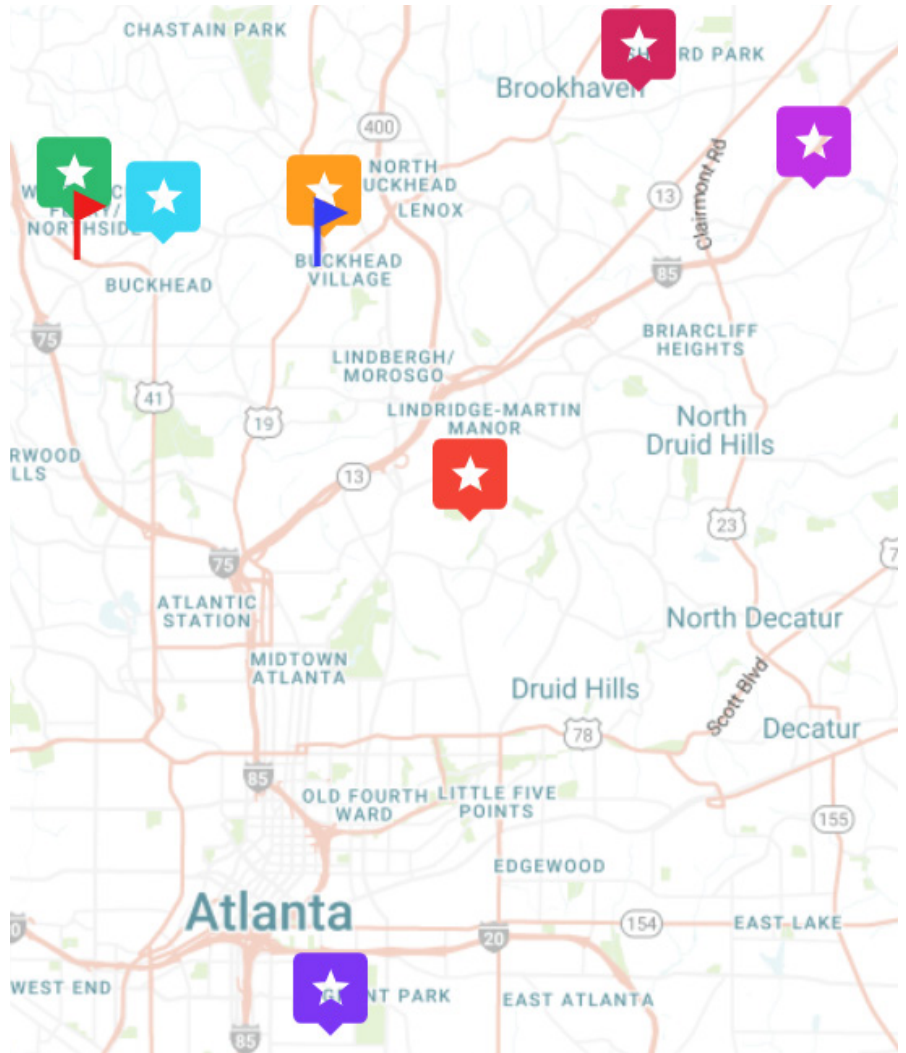 CHASTAIN PARK
RD PARK
Brookhaven
400
NORTH
BUCKHEAD
LENOX
13
Clairmont Rd
FERRY/
NORTHSIDE
BUCKHEAD
BUCKHEAD
VILLAGE
85
75
BRIARCLIFF
HEIGHTS
LINDBERGH/
MOROSGO
41
19
LINDRIDGE-MARTIN
MANOR
North
Druid Hills
RWOOD
LLS
13
23
75
7
ATLANTIC
STATION
North Decatur
MIDTOWN
ATLANTA
Druid Hills
Scott Blvd
78
Decatur
85
OLD FOURTH
WARD
LITTLE FIVE
POINTS
155
EDGEWOOD
Atlanta
0
20
154
EAST LAKE
WEST END
NT PARK
EAST ATLANTA
85